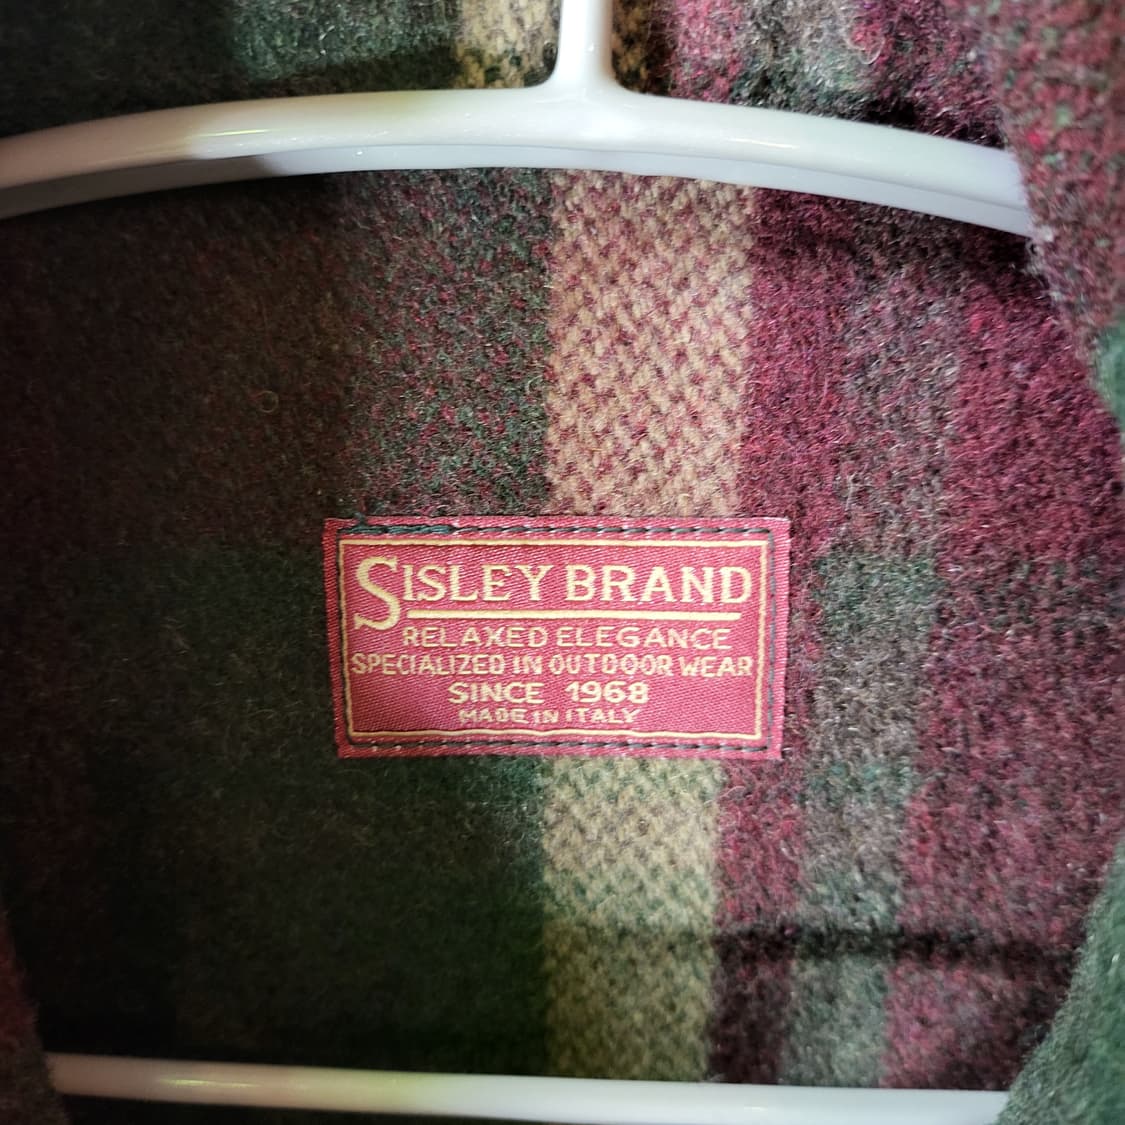 SISLEY BRAND
RELAXED ELEGANCE
SPECIALIZED IN OUTDOOR WEAR
SINCE 1968
MADE IN ITALY